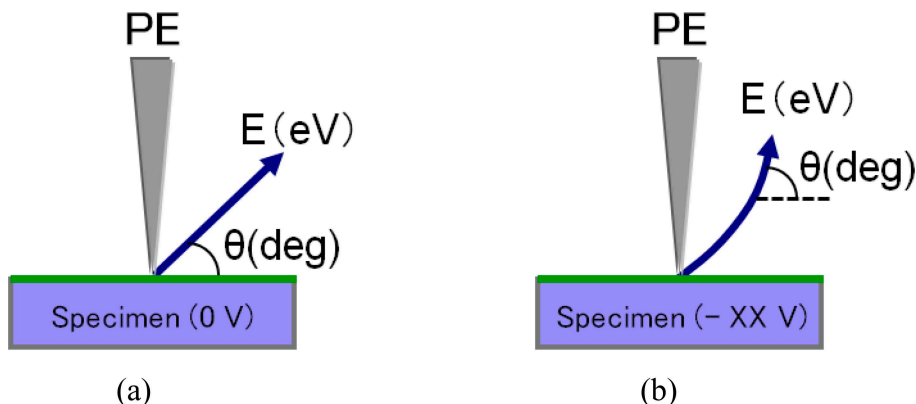 PE
E(eV)
θ(deg)
Specimen (0 V)
(a)
PE
E(eV)
θ(deg)
Specimen (- XX V)
(b)